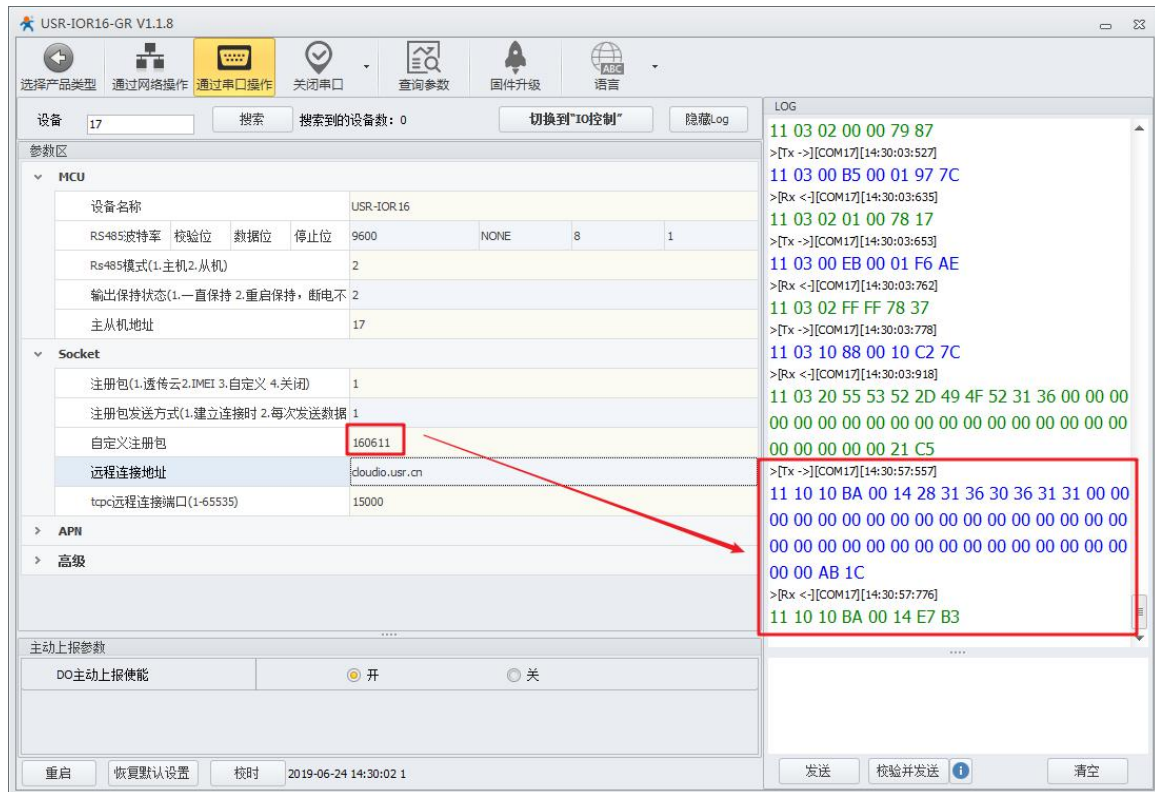 USR-IOR16-GR V1.1.8
选择产品类型 通过网络操作 通过串口操作 关闭串口 查询参数 固件升级 语言
ABC
设备 17 搜索 搜索到的设备数: 0 切换到"IO控制" 隐藏Log
参数区
MCU
设备名称 USR-IOR16
RS485波特率 校验位 数据位 停止位 9600 NONE 8 1
Rs485模式(1.主机2.从机) 2
输出保持状态(1.一直保持 2.重启保持，断电不 2
主从机地址 17
Socket
注册包(1.透传云2.IMEI 3.自定义 4.关闭) 1
注册包发送方式(1.建立连接时 2.每次发送数据 1
自定义注册包 160611
远程连接地址 cloudio.usr.cn
tcpc远程连接端口(1-65535) 15000
APN
高级
主动上报参数
DO主动上报使能 开 关
重启 恢复默认设置 校时 2019-06-24 14:30:02 1
LOG
11 03 02 00 00 79 87
>[Tx ->][COM17][14:30:03:527]
11 03 00 B5 00 01 97 7C
>[Rx <-][COM17][14:30:03:635]
11 03 02 01 00 78 17
>[Tx ->][COM17][14:30:03:653]
11 03 00 EB 00 01 F6 AE
>[Rx <-][COM17][14:30:03:762]
11 03 02 FF FF 78 37
>[Tx ->][COM17][14:30:03:778]
11 03 10 88 00 10 C2 7C
>[Rx <-][COM17][14:30:03:918]
11 03 20 55 53 52 2D 49 4F 52 31 36 00 00 00
00 00 00 00 00 00 00 00 00 00 00 00 00 00 00
00 00 00 00 00 21 C5
>[Tx ->][COM17][14:30:57:557]
11 10 10 BA 00 14 28 31 36 30 36 31 31 00 00
00 00 00 00 00 00 00 00 00 00 00 00 00 00 00
00 00 00 00 00 00 00 00 00 00 00 00 00 00 00
00 00 AB 1C
>[Rx <-][COM17][14:30:57:776]
11 10 10 BA 00 14 E7 B3
发送 校验并发送 清空